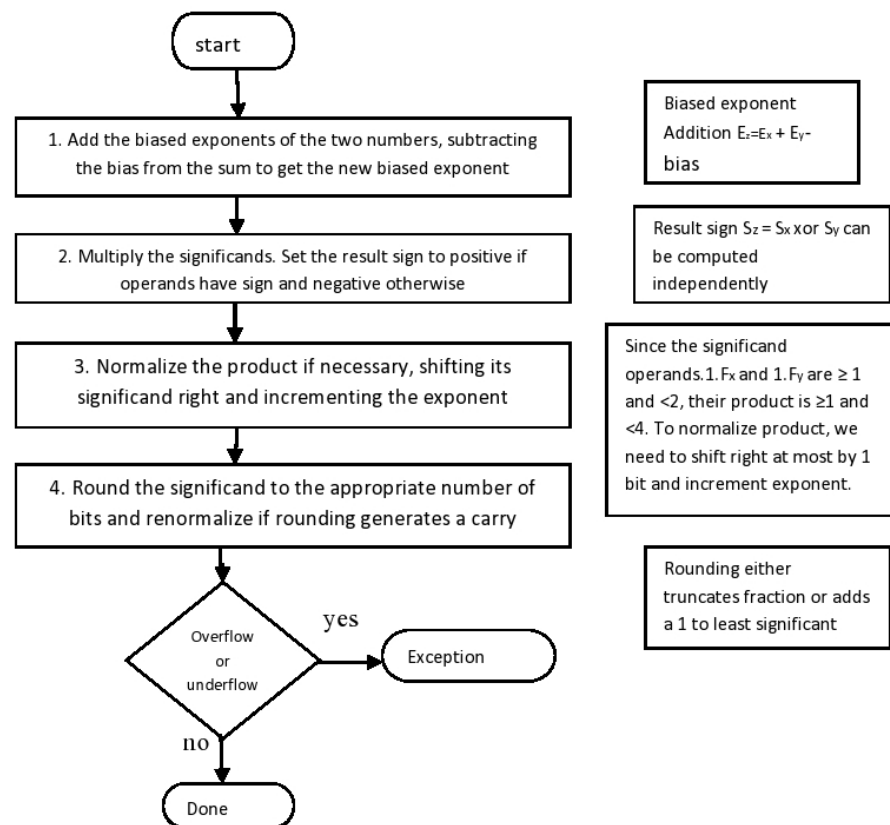 start
1. Add the biased exponents of the two numbers, subtracting
the bias from the sum to get the new biased exponent
2. Multiply the significands. Set the result sign to positive if
operands have sign and negative otherwise
3. Normalize the product if necessary, shifting its
significand right and incrementing the exponent
4. Round the significand to the appropriate number of
bits and renormalize if rounding generates a carry
Overflow
or
underflow
yes
Exception
no
Done
Biased exponent
Addition E₂=Eₓ + Eᵧ-
bias
Result sign S₂ = Sₓ xor Sᵧ can
be computed
independently
Since the significand
operands.1.Fₓ and 1.Fᵧ are ≥ 1
and <2, their product is ≥1 and
<4. To normalize product, we
need to shift right at most by 1
bit and increment exponent.
Rounding either
truncates fraction or adds
a 1 to least significant